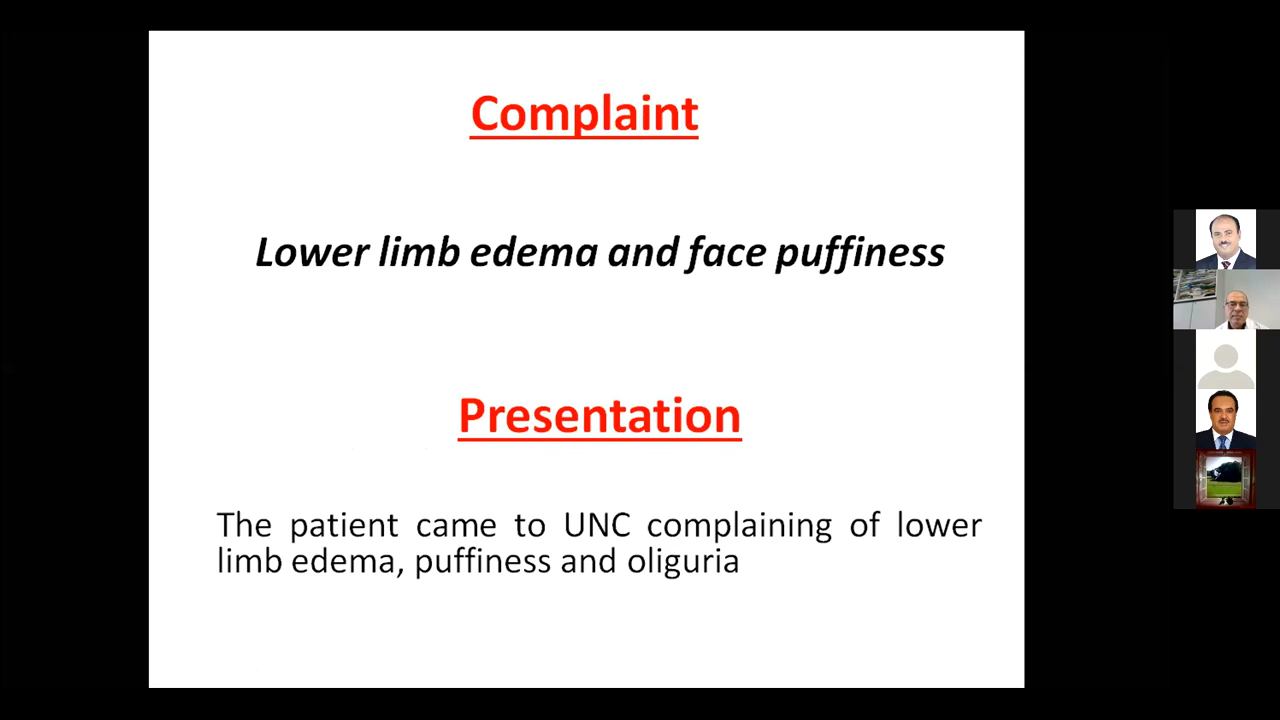 Complaint
Lower limb edema and face puffiness
Presentation
The patient came to UNC complaining of lower
limb edema, puffiness and oliguria